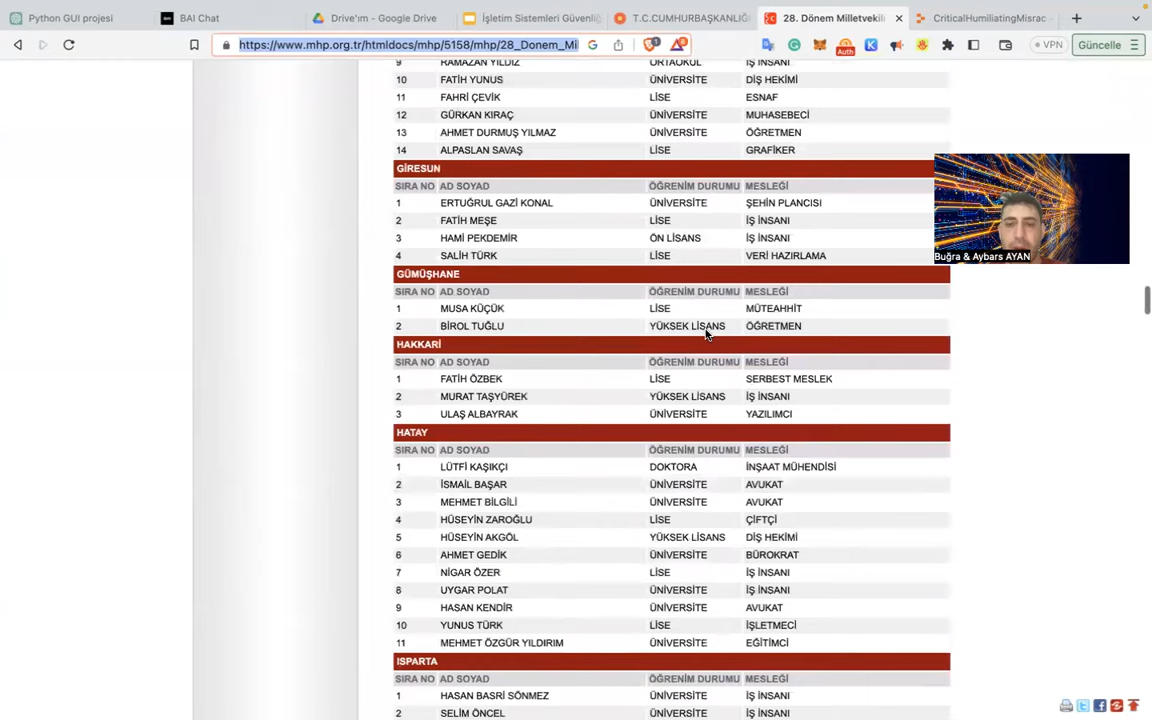 Python GUI projesi
BAI Chat
Drive'ım - Google Drive
İşletim Sistemleri Güvenliğ
T.C.CUMHURBAŞKANLIĞ
28. Dönem Milletvekili
CriticalHumiliatingMisrac
https://www.mhp.org.tr/htmldocs/mhp/5158/mhp/28_Donem_Mi
Auth
VPN
Güncelle
9 RAMAZAN YILDIZ ORTAOKUL İŞ İNSANI
10 FATİH YUNUS ÜNİVERSİTE DİŞ HEKİMİ
11 FAHRİ ÇEVİK LİSE ESNAF
12 GÜRKAN KIRAÇ ÜNİVERSİTE MUHASEBECİ
13 AHMET DURMUŞ YILMAZ ÜNİVERSİTE ÖĞRETMEN
14 ALPASLAN SAVAŞ LİSE GRAFİKER
GİRESUN
SIRA NO AD SOYAD ÖĞRENİM DURUMU MESLEĞİ
1 ERTUĞRUL GAZİ KONAL ÜNİVERSİTE ŞEHİN PLANCISI
2 FATİH MEŞE LİSE İŞ İNSANI
3 HAMİ PEKDEMİR ÖN LİSANS İŞ İNSANI
4 SALİH TÜRK LİSE VERİ HAZIRLAMA
Buğra & Aybars AYAN
GÜMÜŞHANE
SIRA NO AD SOYAD ÖĞRENİM DURUMU MESLEĞİ
1 MUSA KÜÇÜK LİSE MÜTEAHHİT
2 BİROL TUĞLU YÜKSEK LİSANS ÖĞRETMEN
HAKKARİ
SIRA NO AD SOYAD ÖĞRENİM DURUMU MESLEĞİ
1 FATİH ÖZBEK LİSE SERBEST MESLEK
2 MURAT TAŞYÜREK YÜKSEK LİSANS İŞ İNSANI
3 ULAŞ ALBAYRAK ÜNİVERSİTE YAZILIMCI
HATAY
SIRA NO AD SOYAD ÖĞRENİM DURUMU MESLEĞİ
1 LÜTFİ KAŞIKÇI DOKTORA İNŞAAT MÜHENDİSİ
2 İSMAİL BAŞAR ÜNİVERSİTE AVUKAT
3 MEHMET BİLGİLİ ÜNİVERSİTE AVUKAT
4 HÜSEYİN ZAROĞLU LİSE ÇİFTÇİ
5 HÜSEYİN AKGÖL YÜKSEK LİSANS DİŞ HEKİMİ
6 AHMET GEDİK ÜNİVERSİTE BÜROKRAT
7 NİGAR ÖZER LİSE İŞ İNSANI
8 UYGAR POLAT ÜNİVERSİTE İŞ İNSANI
9 HASAN KENDİR ÜNİVERSİTE AVUKAT
10 YUNUS TÜRK LİSE İŞLETMECİ
11 MEHMET ÖZGÜR YILDIRIM ÜNİVERSİTE EĞİTİMCİ
ISPARTA
SIRA NO AD SOYAD ÖĞRENİM DURUMU MESLEĞİ
1 HASAN BASRİ SÖNMEZ ÜNİVERSİTE İŞ İNSANI
2 SELİM ÖNCEL ÜNİVERSİTE İŞ İNSANI